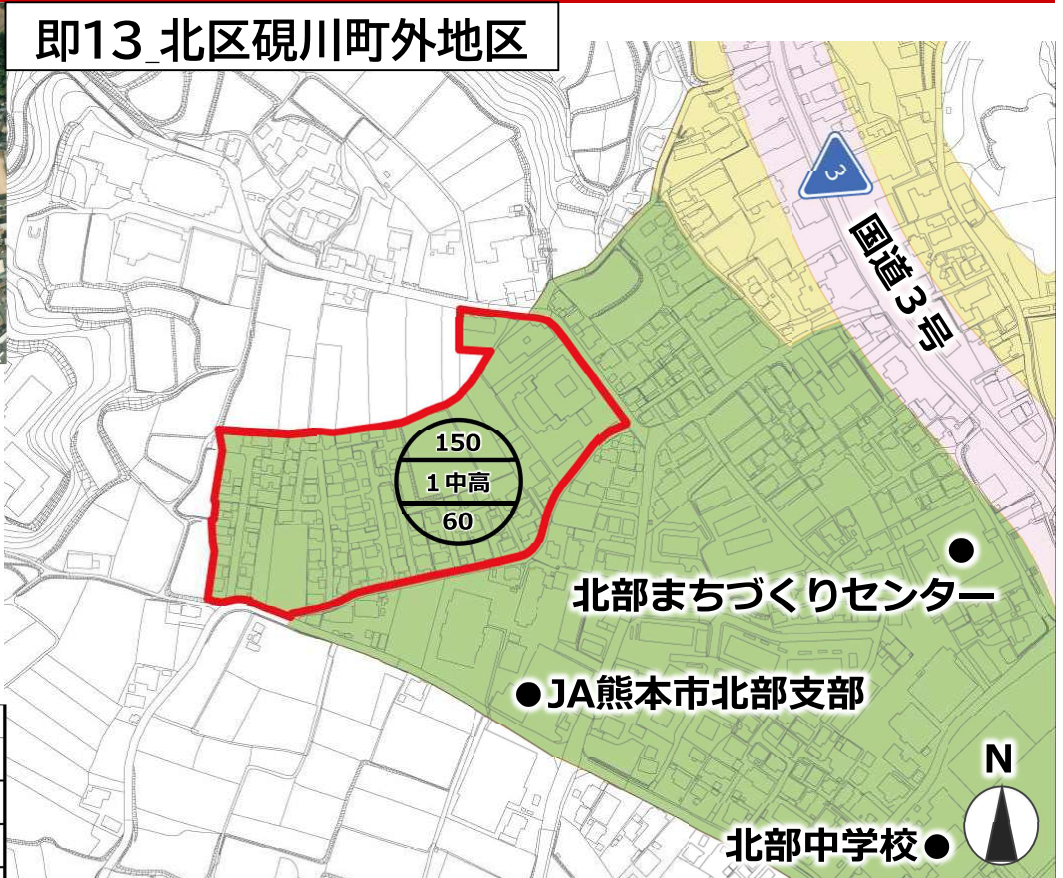 即13_北区硯川町外地区
3
国道3号
150
1中高
60
北部まちづくりセンター
JA熊本市北部支部
N
北部中学校